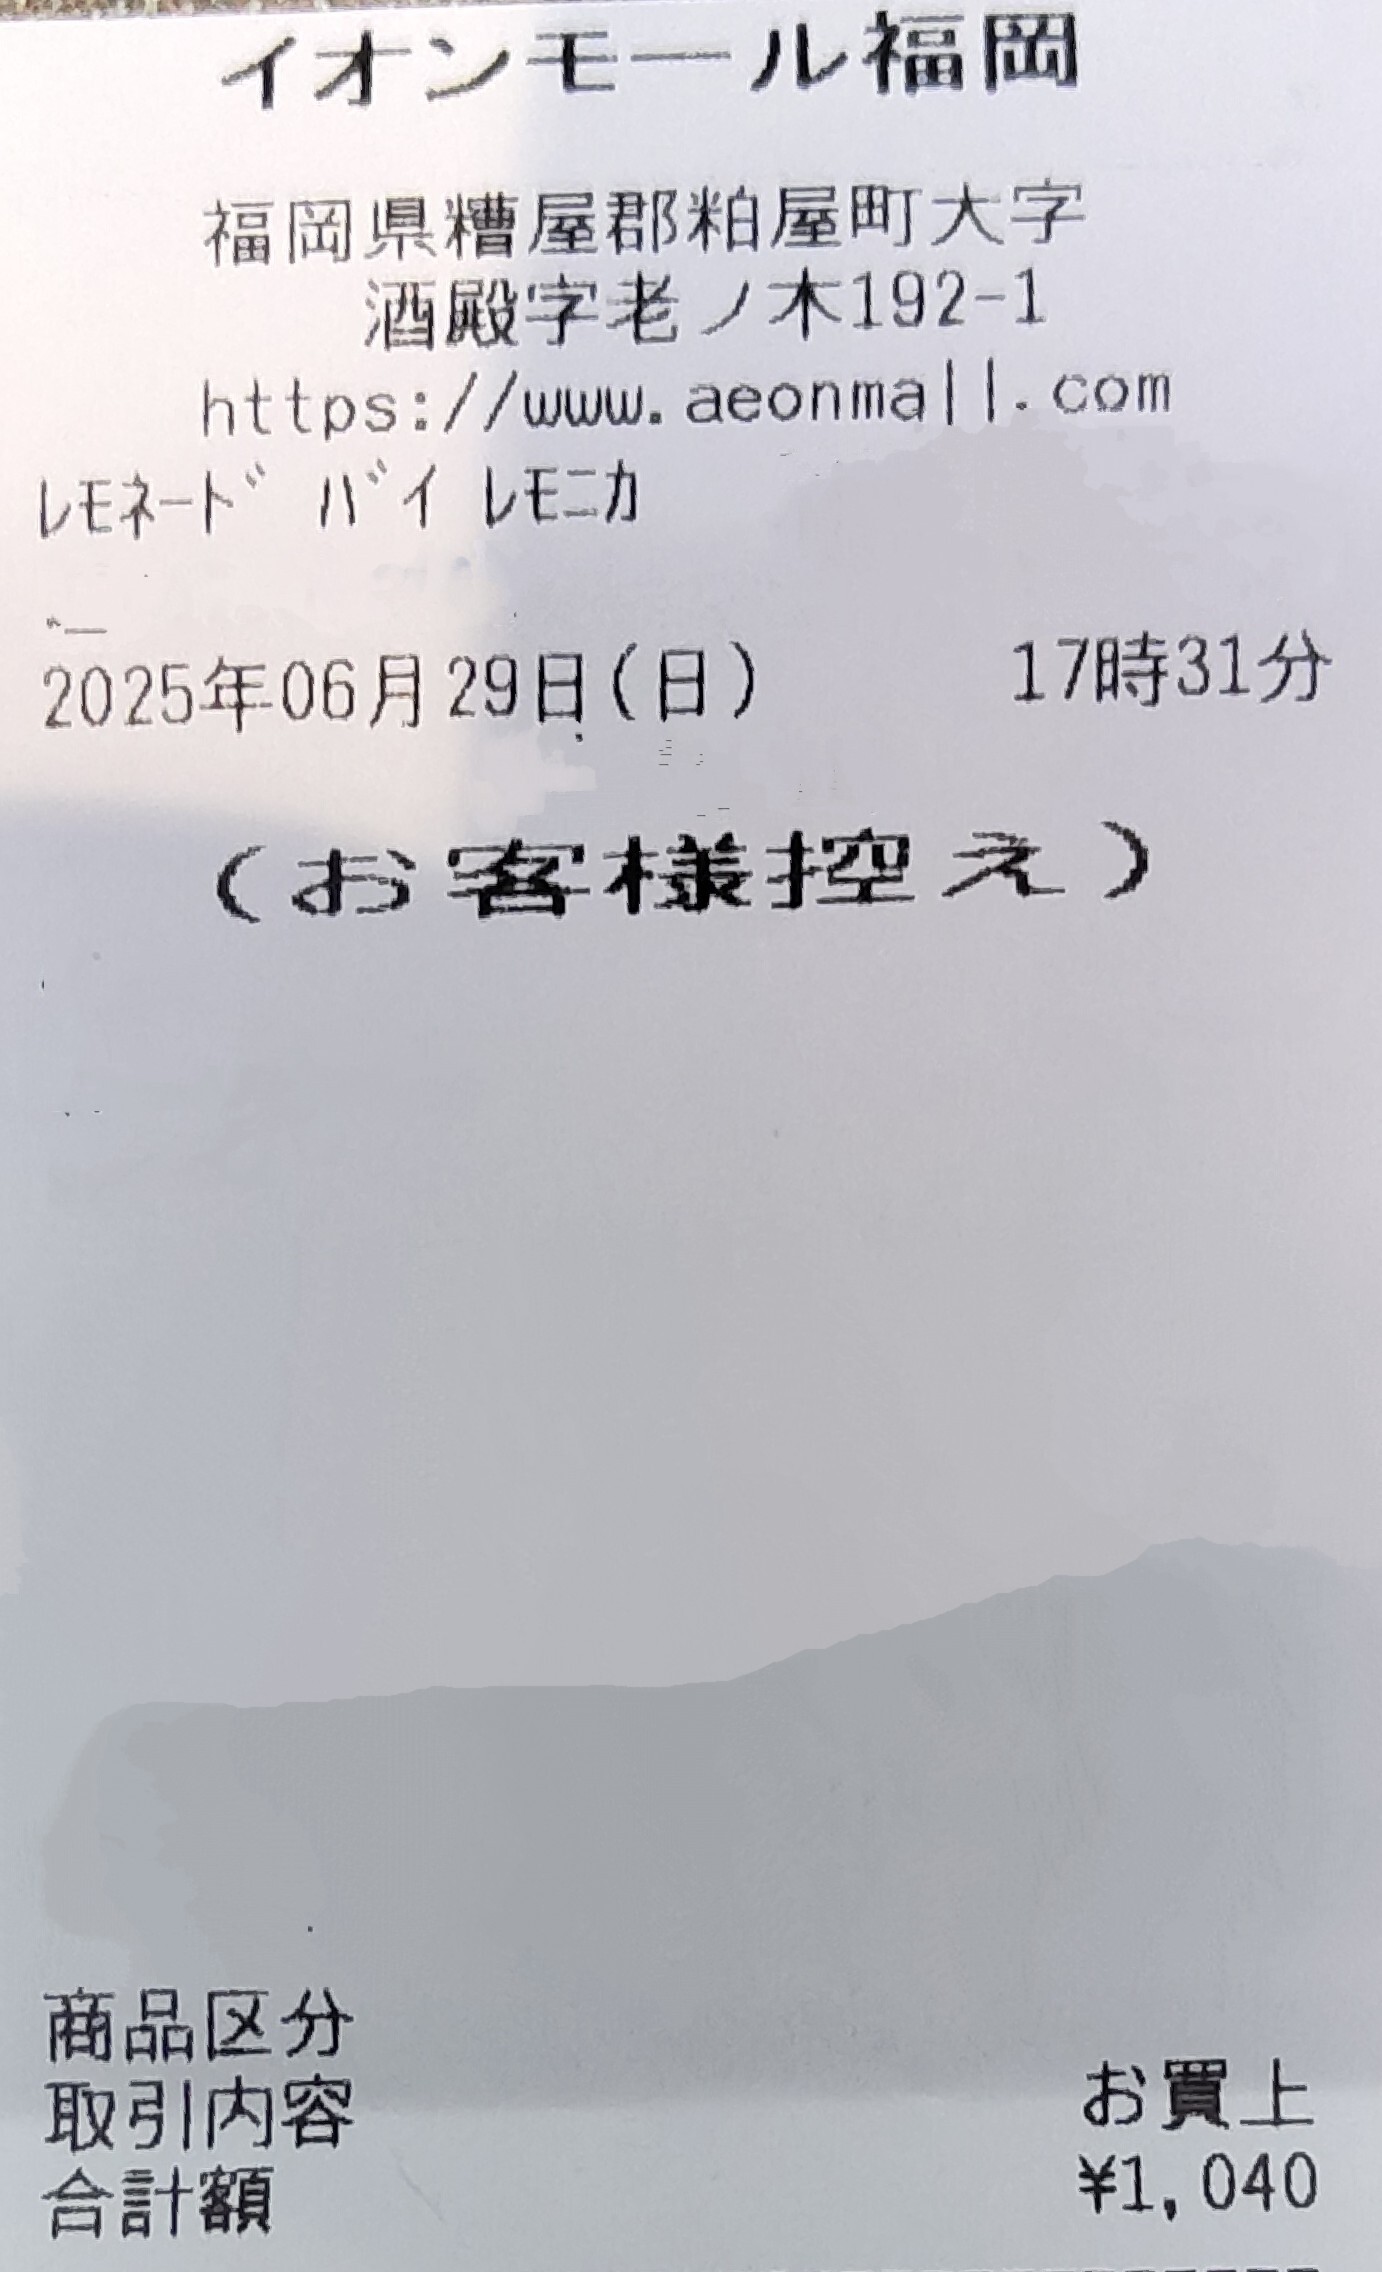 イオンモール福岡
福岡県糟屋郡粕屋町大字
酒殿字老ノ木192-1
https://www.aeonmall.com
ﾚﾓﾈｰﾄﾞ ﾊﾞｲ ﾚﾓﾆｶ
2025年06月29日(日) 17時31分
(お客様控え)
商品区分
取引内容 お買上
合計額 ¥1,040